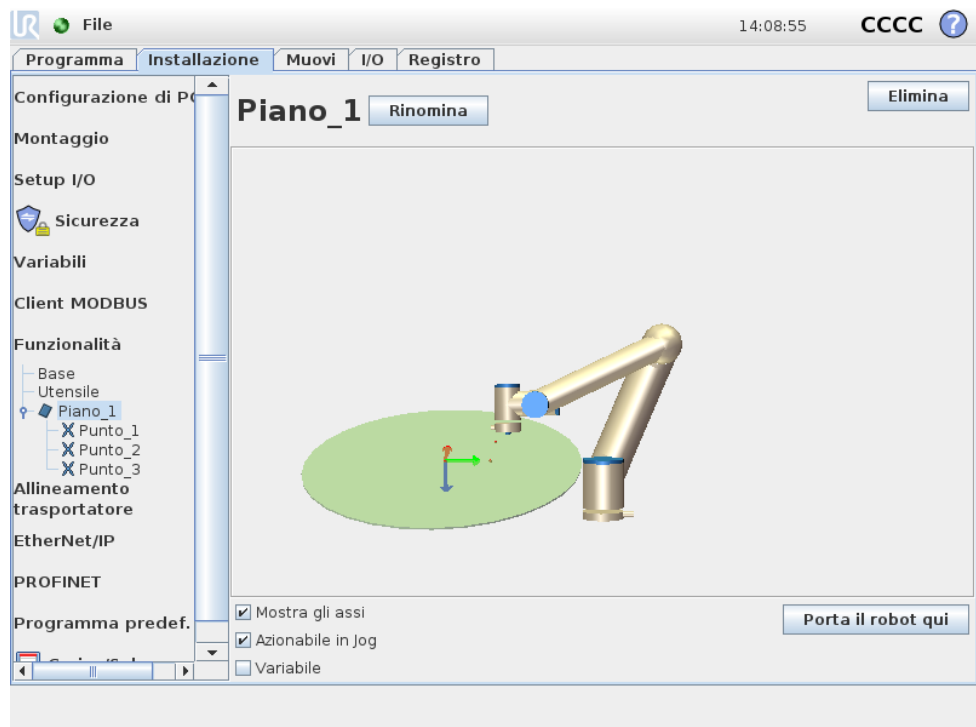 UR File 14:08:55 CCCC ?
Programma Installazione Muovi I/O Registro
Configurazione di PC
Montaggio
Setup I/O
Sicurezza
Variabili
Client MODBUS
Funzionalità
Base
Utensile
Piano_1
Punto_1
Punto_2
Punto_3
Allineamento
trasportatore
EtherNet/IP
PROFINET
Programma predef.
Piano_1 Rinomina Elimina
Mostra gli assi
Azionabile in Jog
Variabile
Porta il robot qui